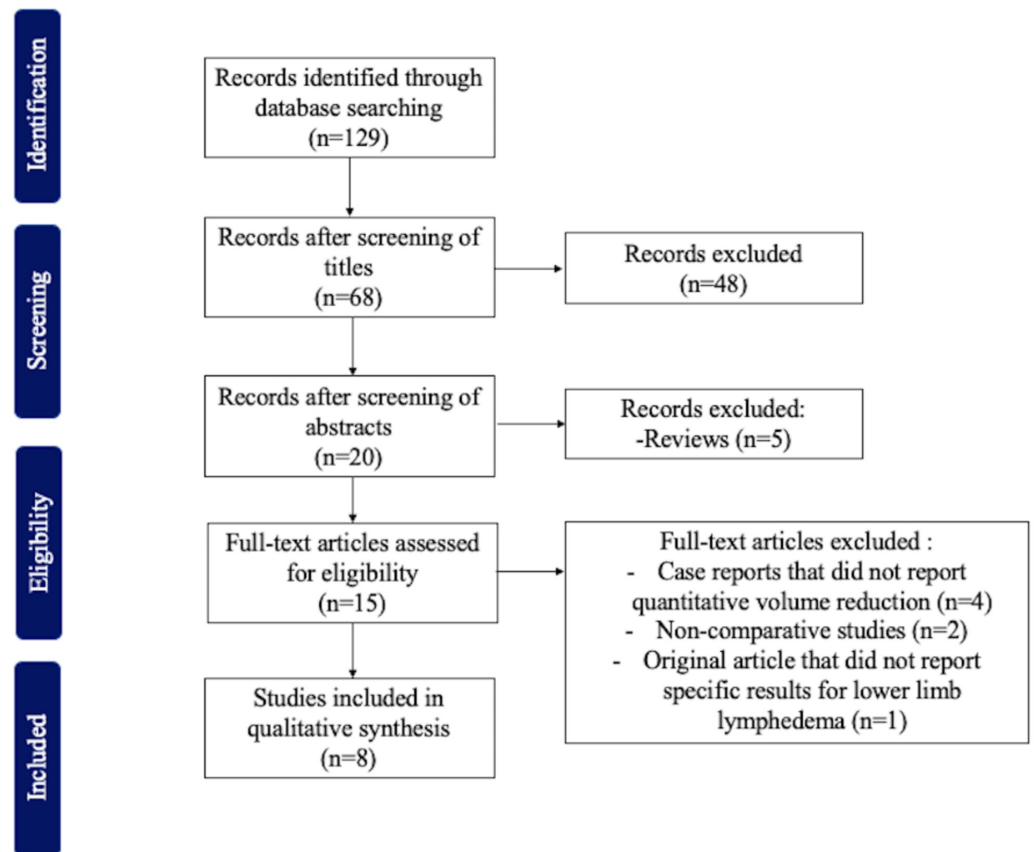 Identification
Records identified through
database searching
(n=129)
Screening
Records after screening of
titles
(n=68)
Records excluded
(n=48)
Records after screening of
abstracts
(n=20)
Records excluded:
-Reviews (n=5)
Eligibility
Full-text articles assessed
for eligibility
(n=15)
Full-text articles excluded :
- Case reports that did not report
quantitative volume reduction (n=4)
- Non-comparative studies (n=2)
- Original article that did not report
specific results for lower limb
lymphedema (n=1)
Included
Studies included in
qualitative synthesis
(n=8)